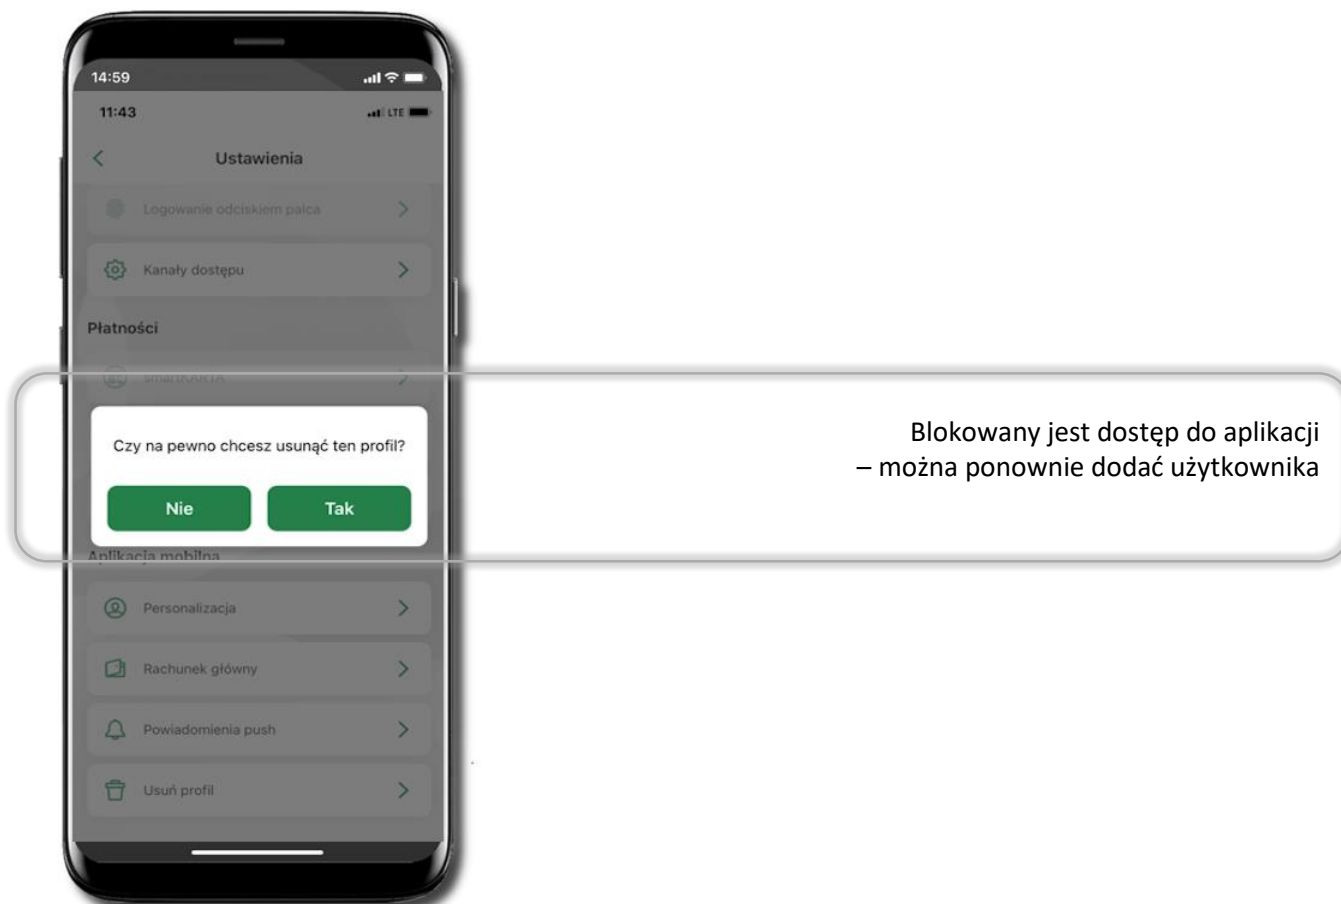 14:59
11:43
LTE
Ustawienia
Logowanie odciskiem palca
Kanały dostępu
Płatności
smartKARTA
Czy na pewno chcesz usunąć ten profil?
Nie
Tak
Blokowany jest dostęp do aplikacji
– można ponownie dodać użytkownika
Aplikacja mobilna
Personalizacja
Rachunek główny
Powiadomienia push
Usuń profil